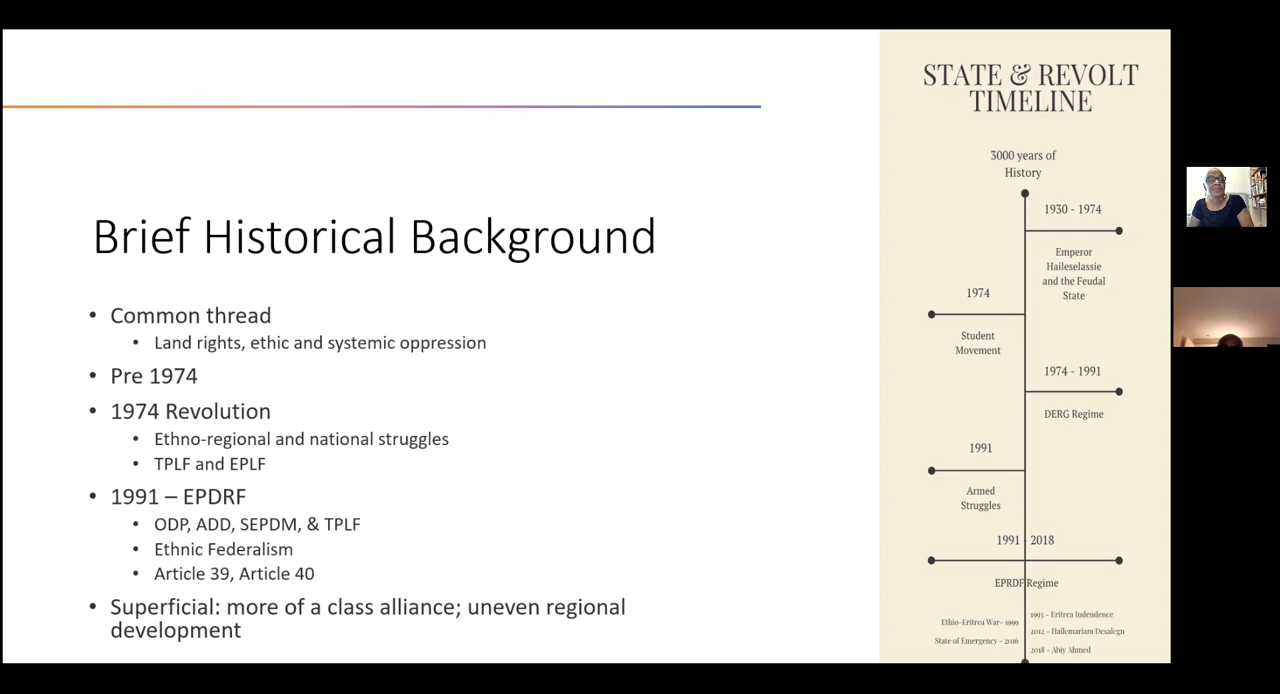 Brief Historical Background
• Common thread
• Land rights, ethic and systemic oppression
• Pre 1974
• 1974 Revolution
• Ethno-regional and national struggles
• TPLF and EPLF
• 1991 – EPDRF
• ODP, ADD, SEPDM, & TPLF
• Ethnic Federalism
• Article 39, Article 40
• Superficial: more of a class alliance; uneven regional
development
STATE & REVOLT
TIMELINE
3000 years of
History
1930 - 1974
Emperor
Haileselassie
and the Feudal
State
1974
Student
Movement
1974 - 1991
DERG Regime
1991
Armed
Struggles
1991 - 2018
EPRDF Regime
1993 - Eritrea Indendence
Ethio-Eritrea War- 1999
2012 - Hailemariam Desalegn
State of Emergency - 2016
2018 - Abiy Ahmed